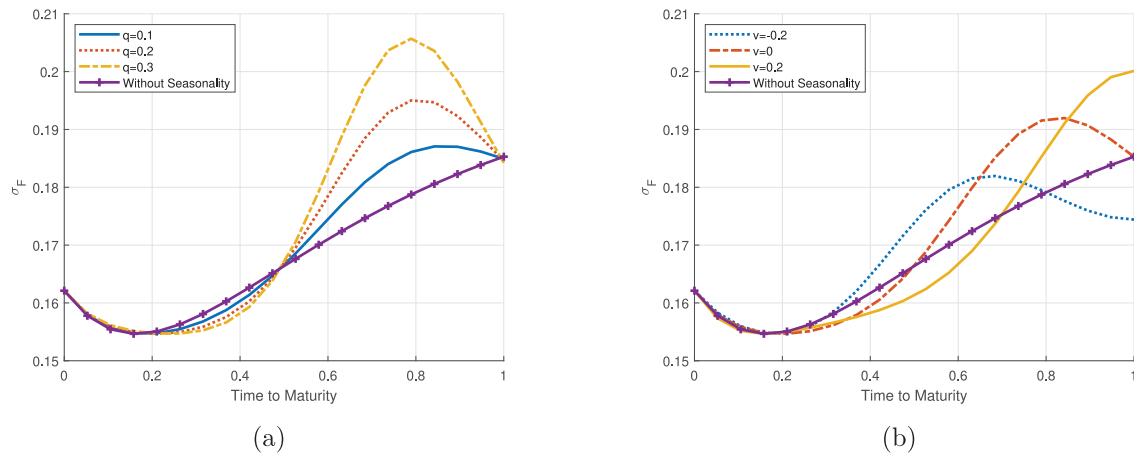 0.21
0.2
0.19
0.18
0.17
0.16
0.15
σF
q=0.1
q=0.2
q=0.3
Without Seasonality
0 0.2 0.4 0.6 0.8 1
Time to Maturity
(a)
0.21
0.2
0.19
0.18
0.17
0.16
0.15
σF
v=-0.2
v=0
v=0.2
Without Seasonality
0 0.2 0.4 0.6 0.8 1
Time to Maturity
(b)